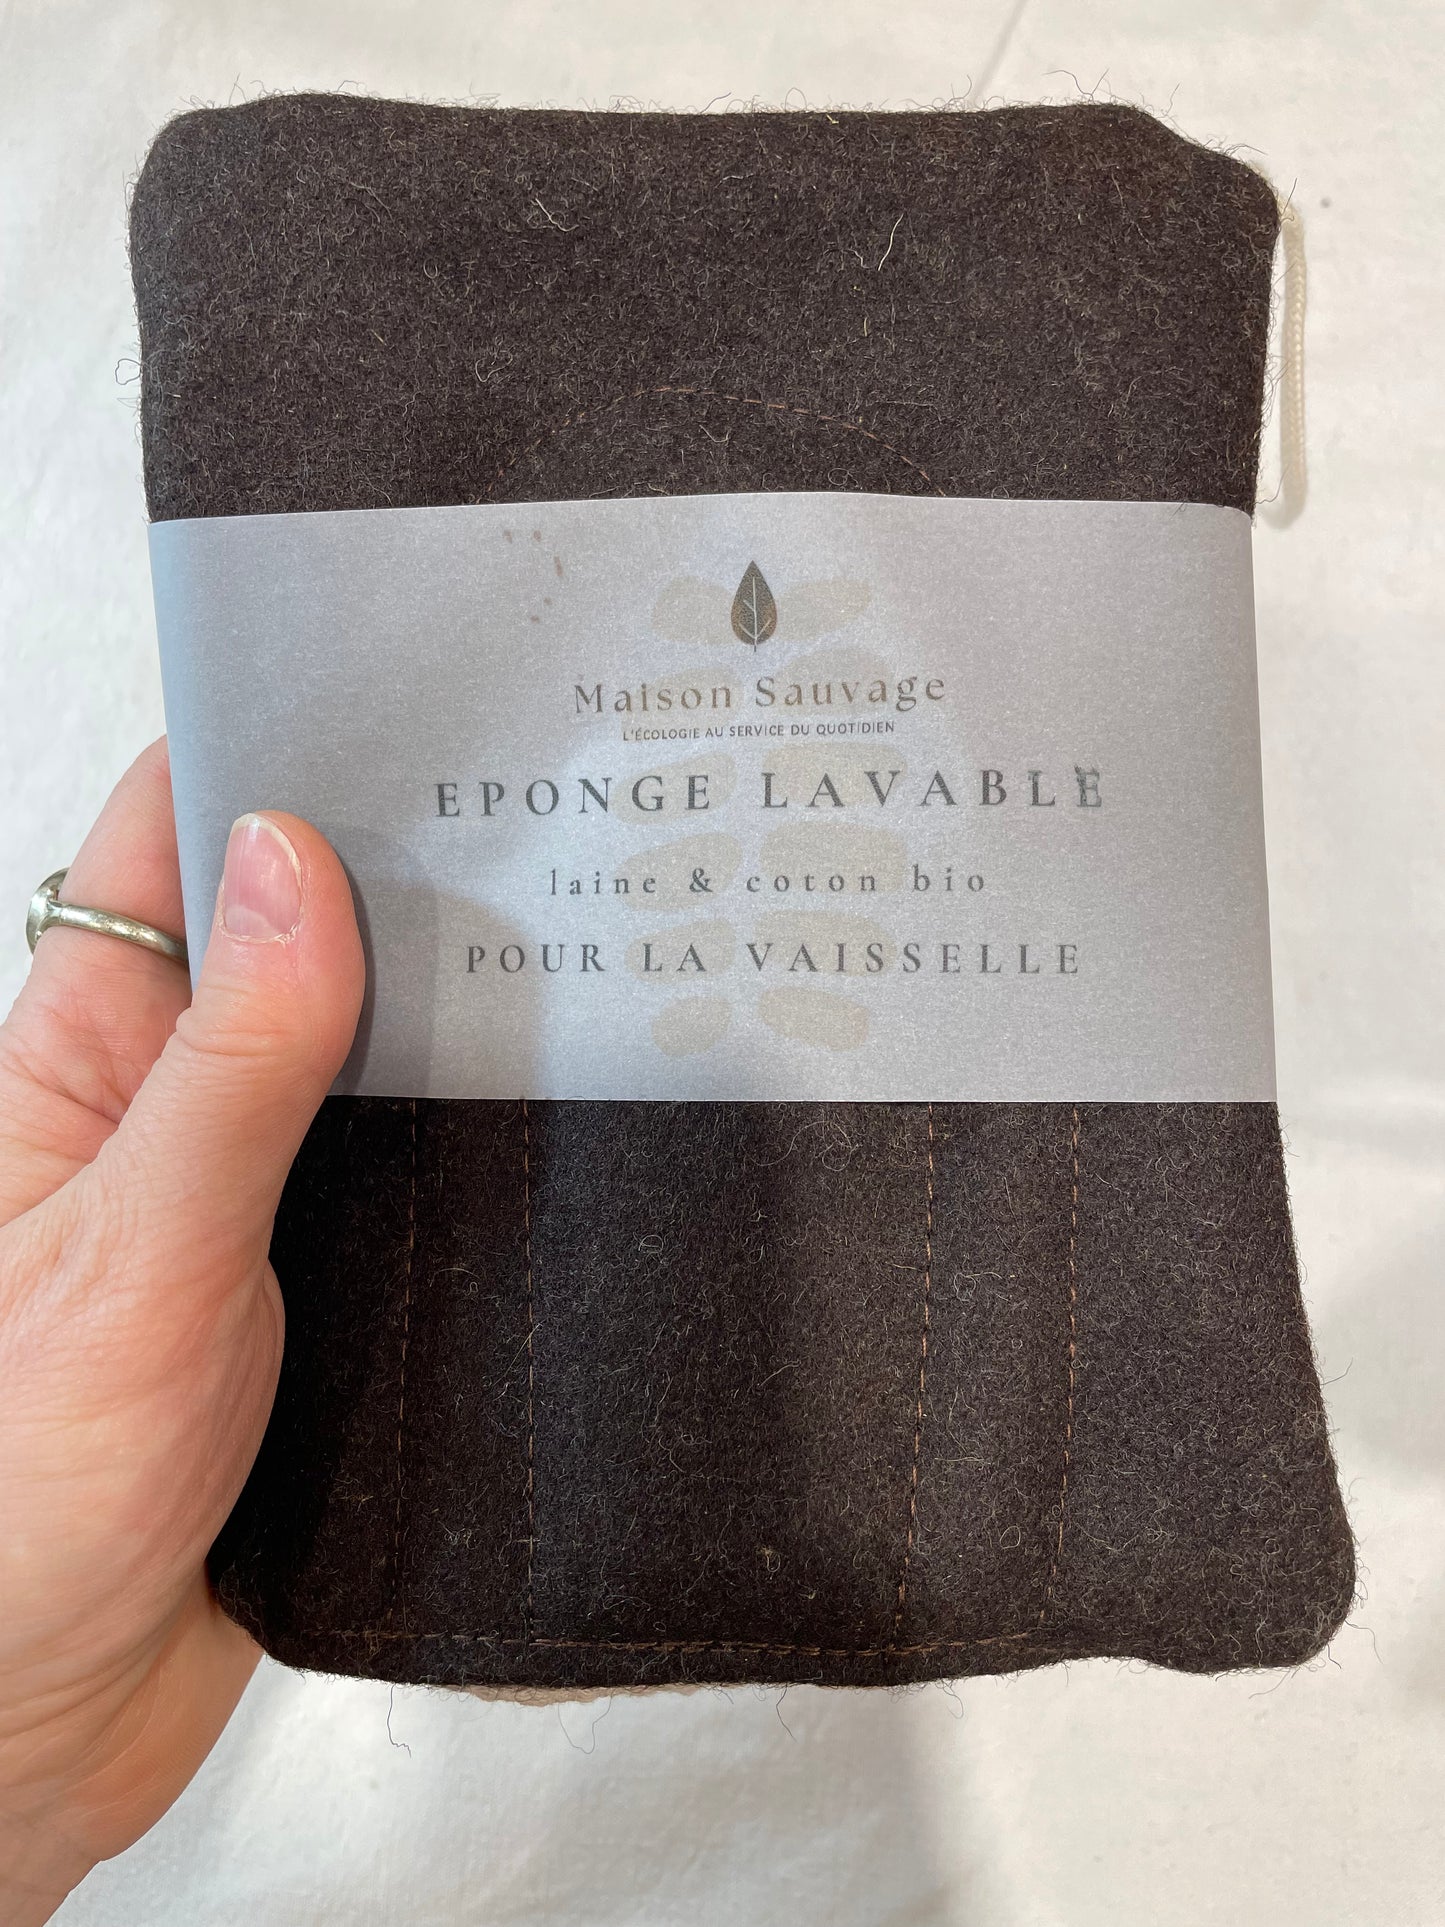 Maison Sauvage
L'ÉCOLOGIE AU SERVICE DU QUOTIDIEN
EPONGE LAVABLE
laine & coton bio
POUR LA VAISSELLE